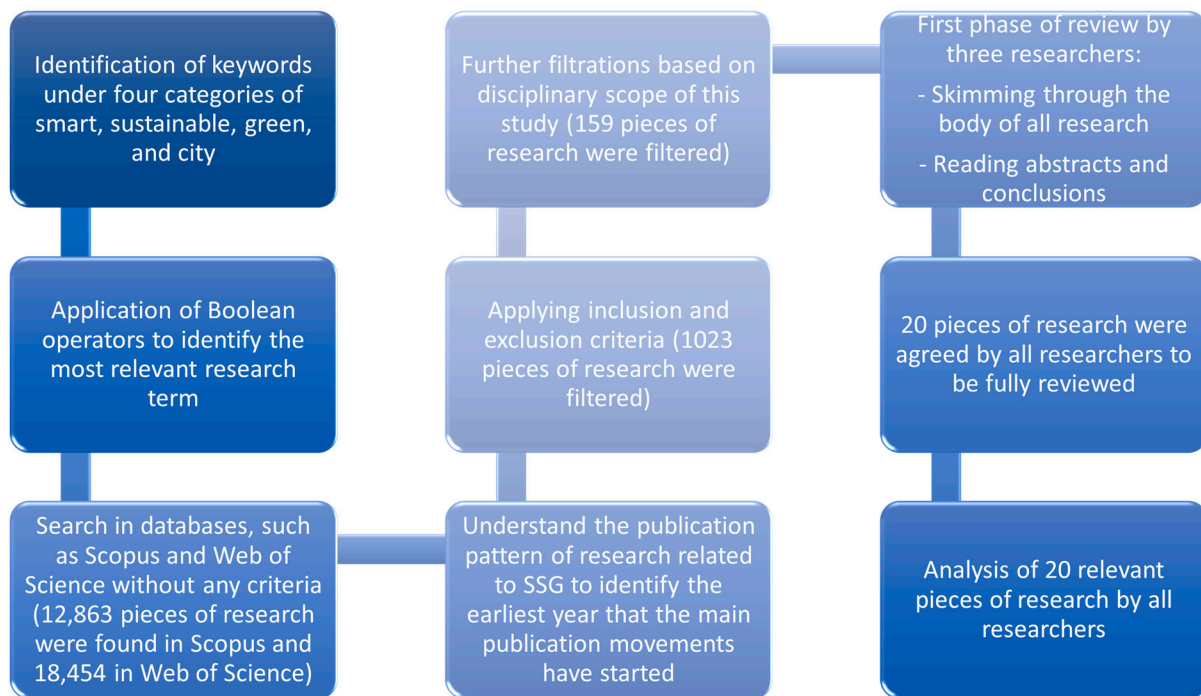 Identification of keywords
under four categories of
smart, sustainable, green,
and city
Application of Boolean
operators to identify the
most relevant research
term
Search in databases, such
as Scopus and Web of
Science without any criteria
(12,863 pieces of research
were found in Scopus and
18,454 in Web of Science)
Understand the publication
pattern of research related
to SSG to identify the
earliest year that the main
publication movements
have started
Applying inclusion and
exclusion criteria (1023
pieces of research were
filtered)
Further filtrations based on
disciplinary scope of this
study (159 pieces of
research were filtered)
First phase of review by
three researchers:
- Skimming through the
body of all research
- Reading abstracts and
conclusions
20 pieces of research were
agreed by all researchers to
be fully reviewed
Analysis of 20 relevant
pieces of research by all
researchers